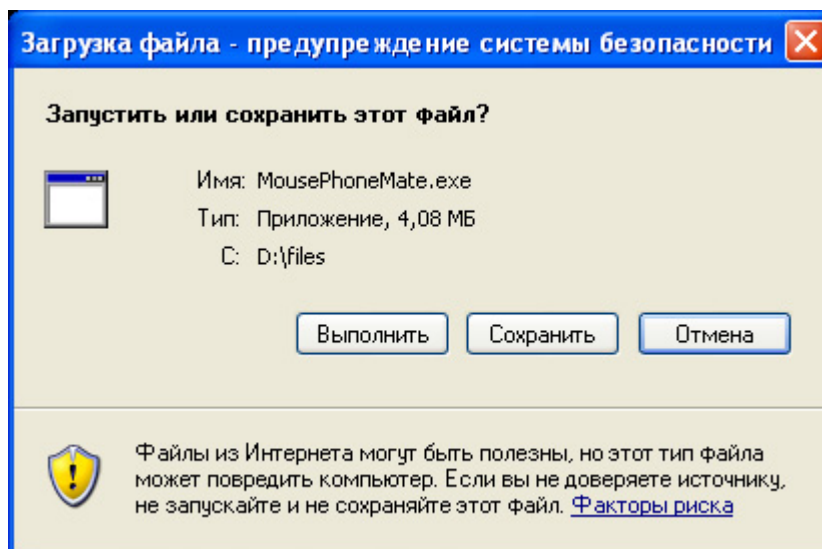 Загрузка файла - предупреждение системы безопасности
Запустить или сохранить этот файл?
Имя: MousePhoneMate.exe
Тип: Приложение, 4,08 МБ
С: D:\files
Выполнить Сохранить Отмена
Файлы из Интернета могут быть полезны, но этот тип файла
может повредить компьютер. Если вы не доверяете источнику,
не запускайте и не сохраняйте этот файл. Факторы риска